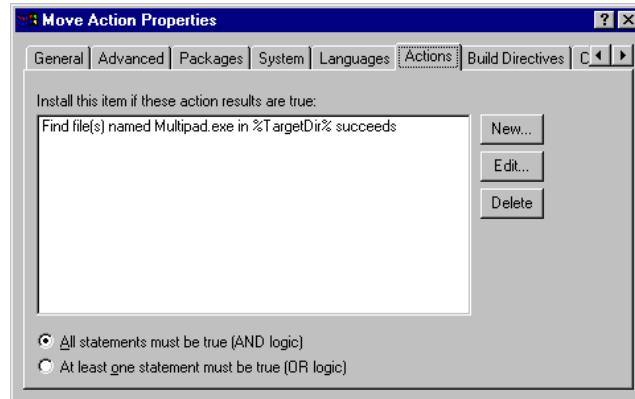 Move Action Properties
General Advanced Packages System Languages Actions Build Directives C
Install this item if these action results are true:
Find file(s) named Multipad.exe in %TargetDir% succeeds
New...
Edit...
Delete
All statements must be true (AND logic)
At least one statement must be true (OR logic)